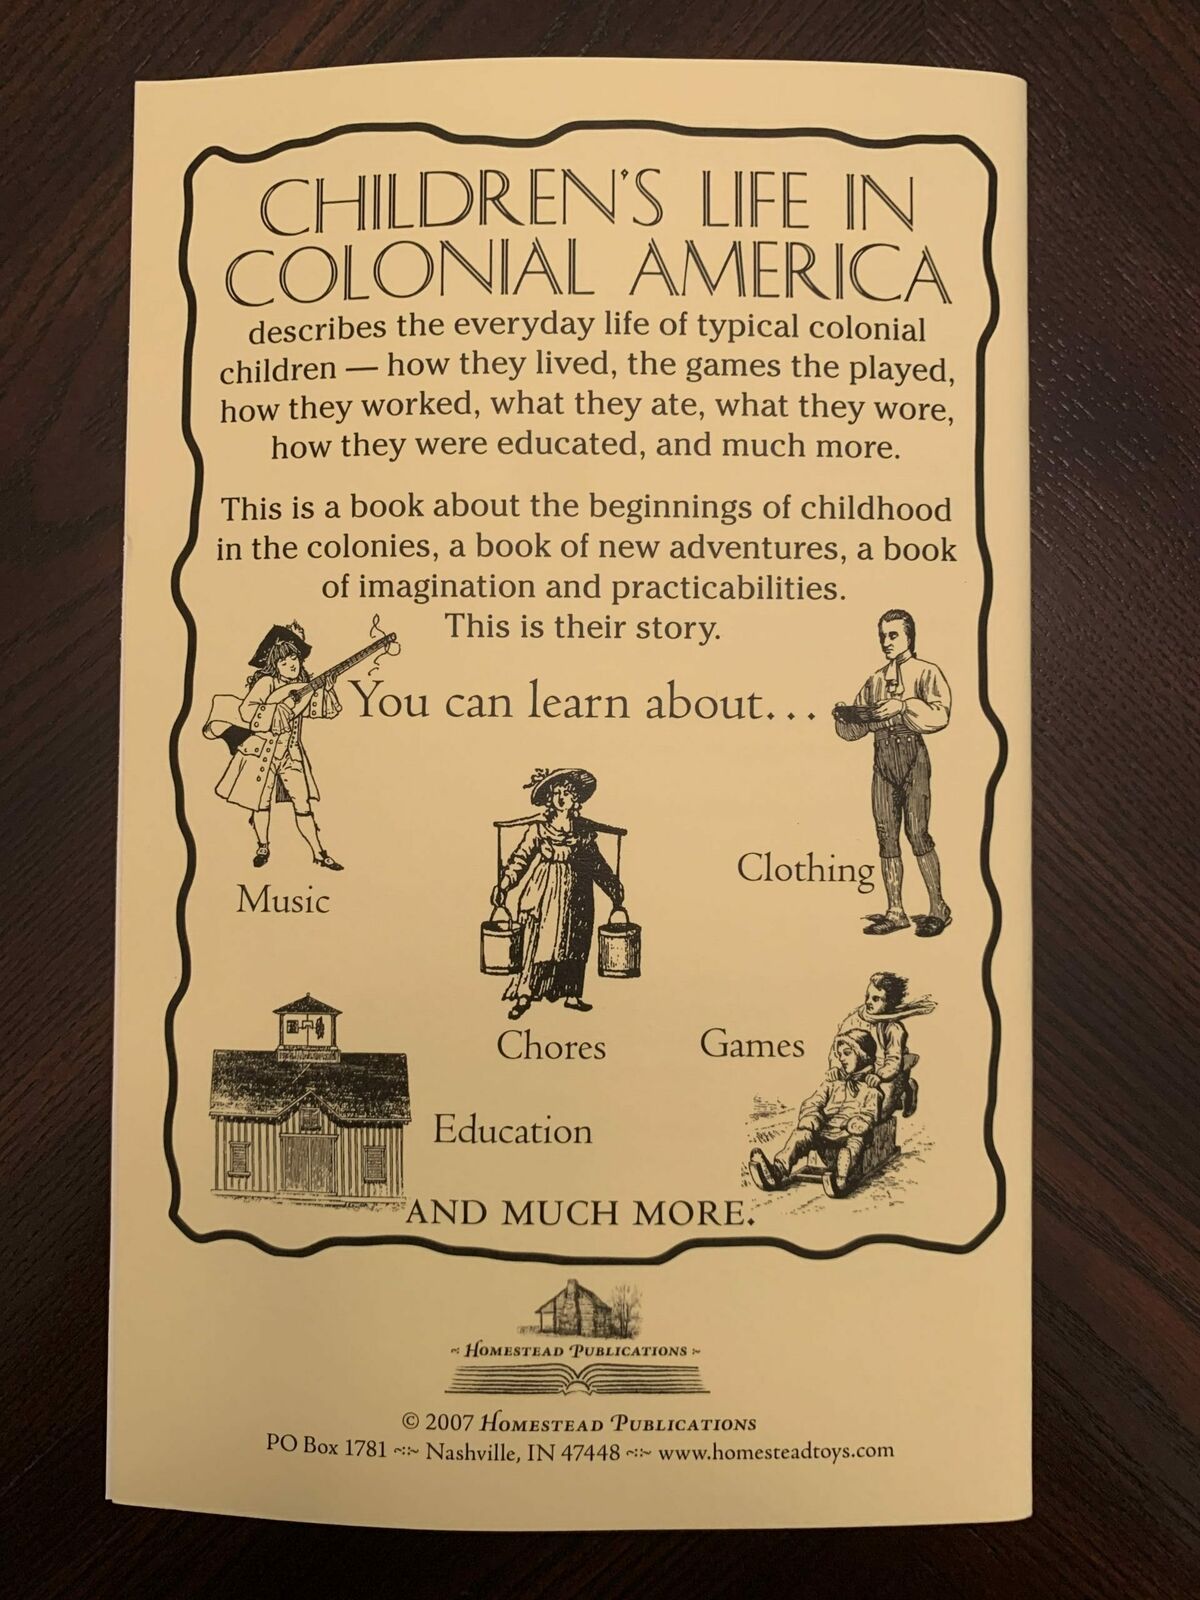 CHILDREN'S LIFE IN
COLONIAL AMERICA
describes the everyday life of typical colonial
children — how they lived, the games the played,
how they worked, what they ate, what they wore,
how they were educated, and much more.
This is a book about the beginnings of childhood
in the colonies, a book of new adventures, a book
of imagination and practicabilities.
This is their story.
You can learn about...
Music
Clothing
Chores
Games
Education
AND MUCH MORE.
~ HOMESTEAD PUBLICATIONS ~
© 2007 HOMESTEAD PUBLICATIONS
PO Box 1781 ~::~ Nashville, IN 47448 ~::~ www.homesteadtoys.com